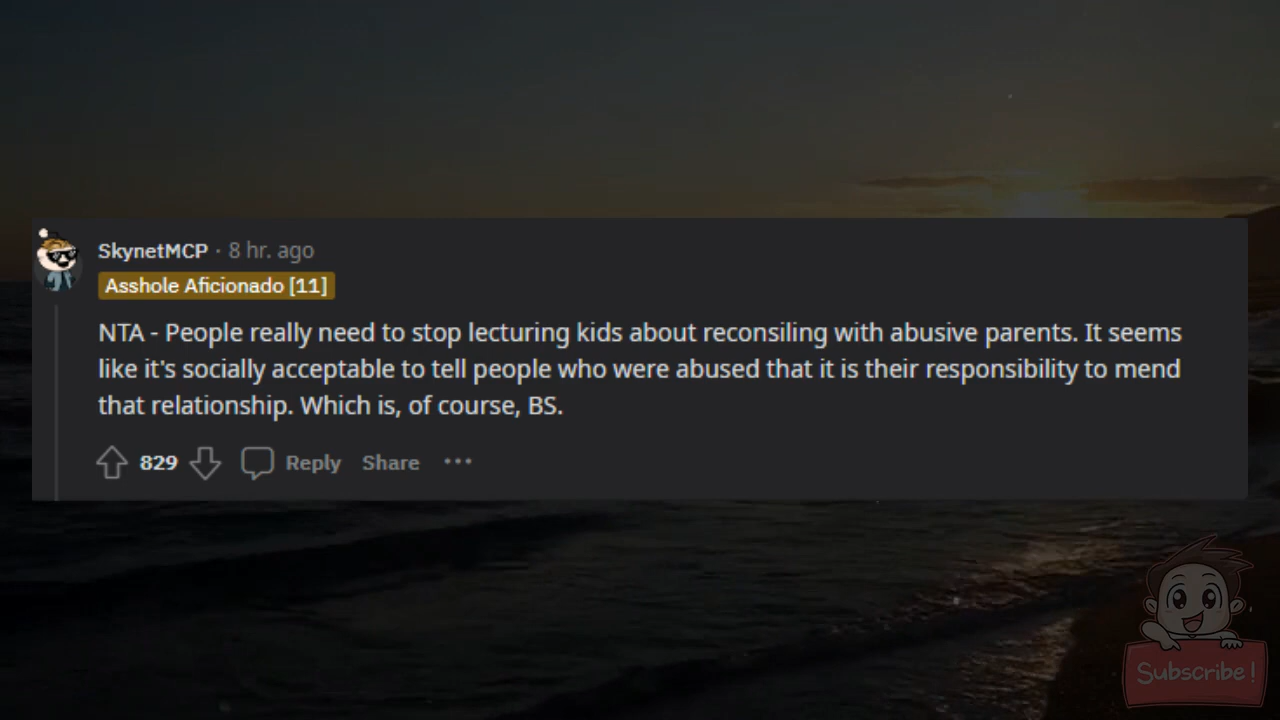 SkynetMCP · 8 hr. ago
Asshole Aficionado [11]
NTA - People really need to stop lecturing kids about reconsiling with abusive parents. It seems
like it's socially acceptable to tell people who were abused that it is their responsibility to mend
that relationship. Which is, of course, BS.
829 Reply Share ···
Subscribe!